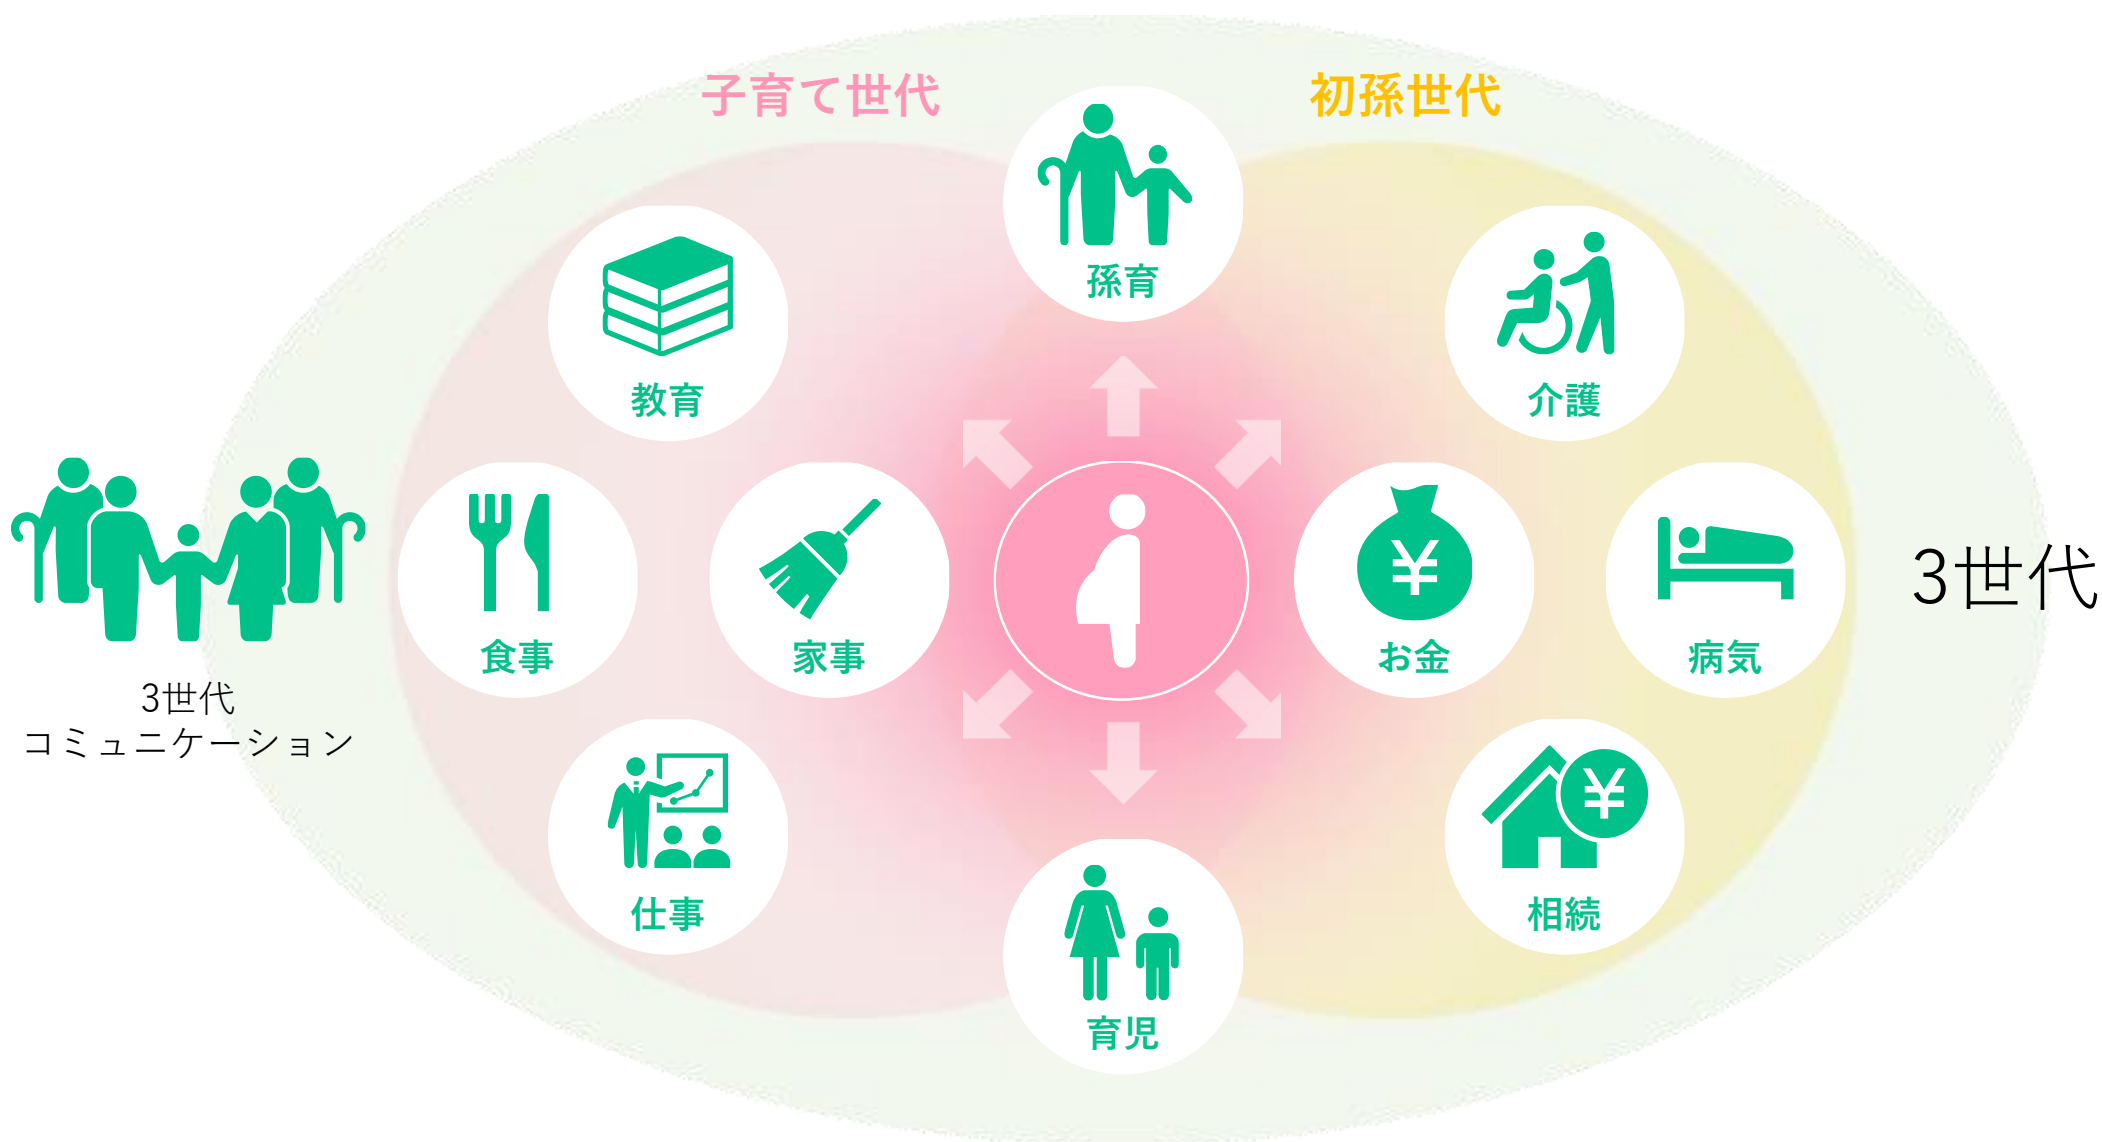 子育て世代
初孫世代
孫育
教育
介護
食事
家事
お金
病気
3世代
3世代
コミュニケーション
仕事
相続
育児